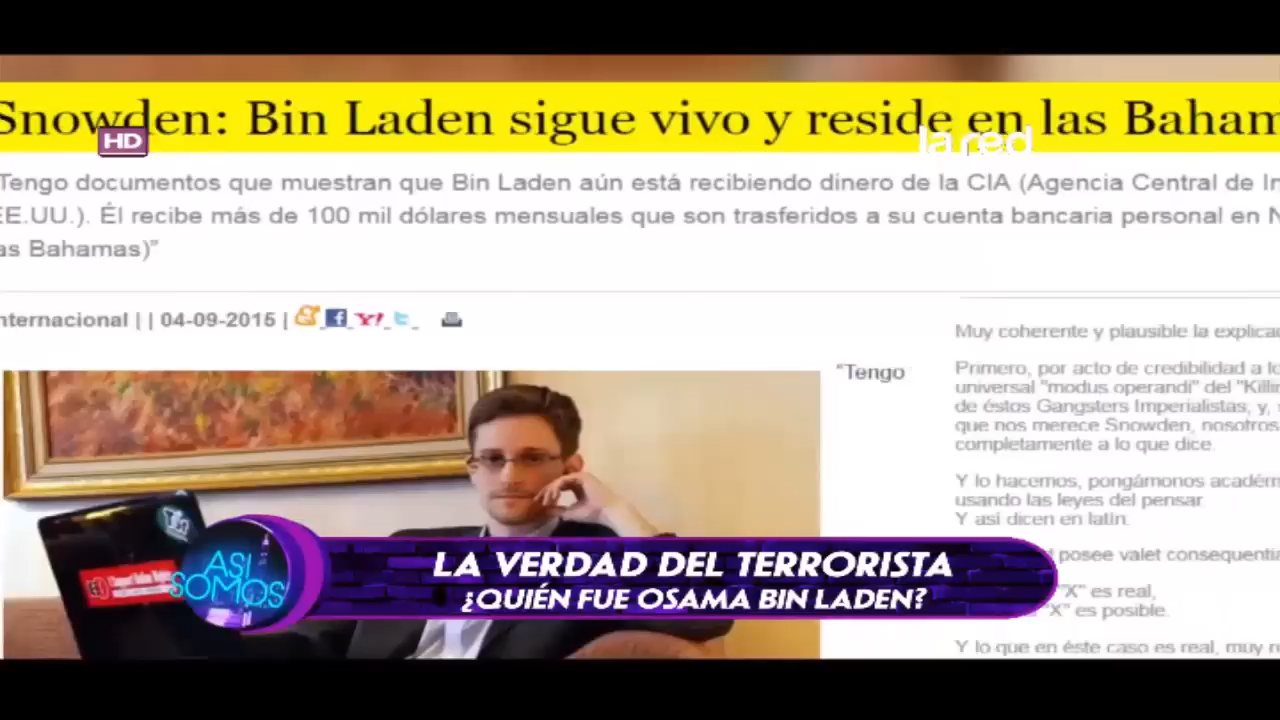 Snowden: Bin Laden sigue vivo y reside en las Baham
HD
la red
"Tengo documentos que muestran que Bin Laden aún está recibiendo dinero de la CIA (Agencia Central de In
EE.UU.). Él recibe más de 100 mil dólares mensuales que son trasferidos a su cuenta bancaria personal en N
as Bahamas)"
nternacional | | 04-09-2015 |
"Tengo
Muy coherente y plausible la explicac
Primero, por acto de credibilidad a lo
universal "modus operandi" del "Killin
de éstos Gangsters Imperialistas, y,
que nos merece Snowden, nosotros
completamente a lo que dice.
Y lo hacemos, pongámonos académ
usando las leyes del pensar.
Y así dicen en latín.
posee valet consequentia
"X" es real,
"X" es posible.
Y lo que en éste caso es real, muy r
ASI
SOMOS
LA VERDAD DEL TERRORISTA
¿QUIÉN FUE OSAMA BIN LADEN?